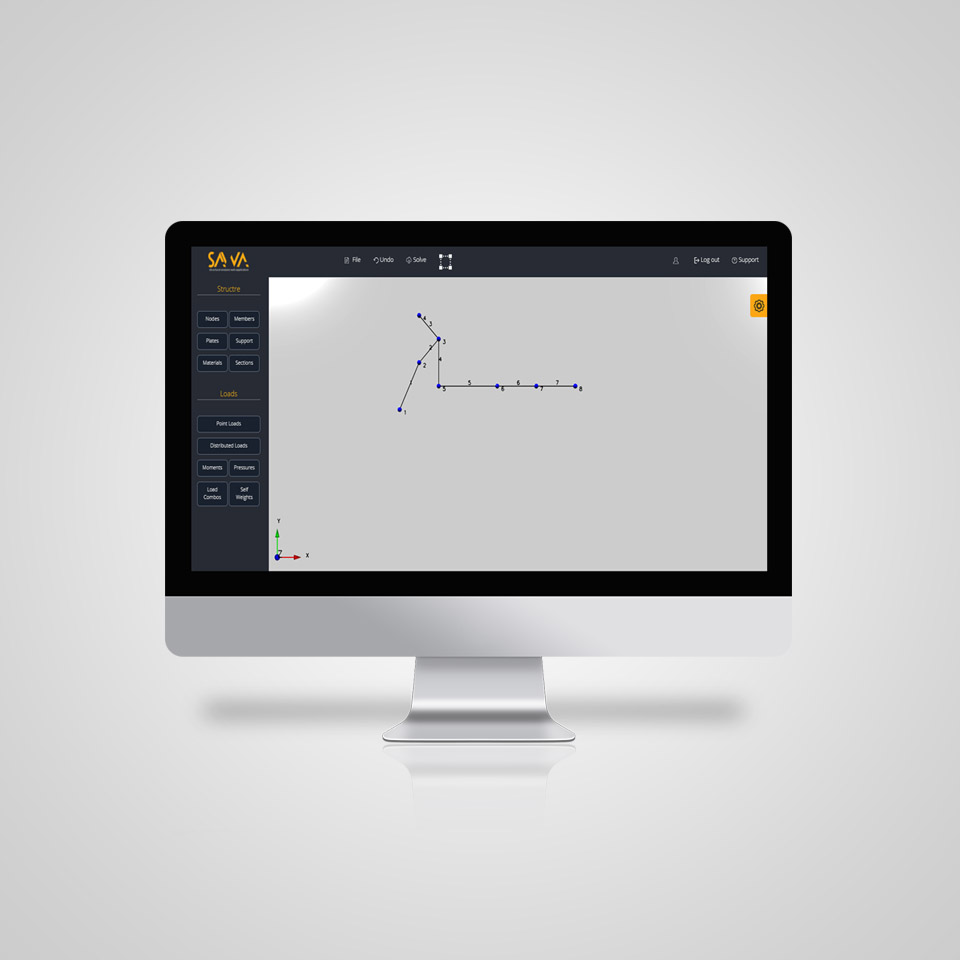 SAVVA
File Undo Solve
Log out Support
Structre
Nodes Members
Plates Support
Materials Sections
Loads
Point Loads
Distributed Loads
Moments Pressures
Load Combos
Self Weights
4
3
3
2
2
4
1
1
5
5
6
6
7
7
8
Y
Z
X